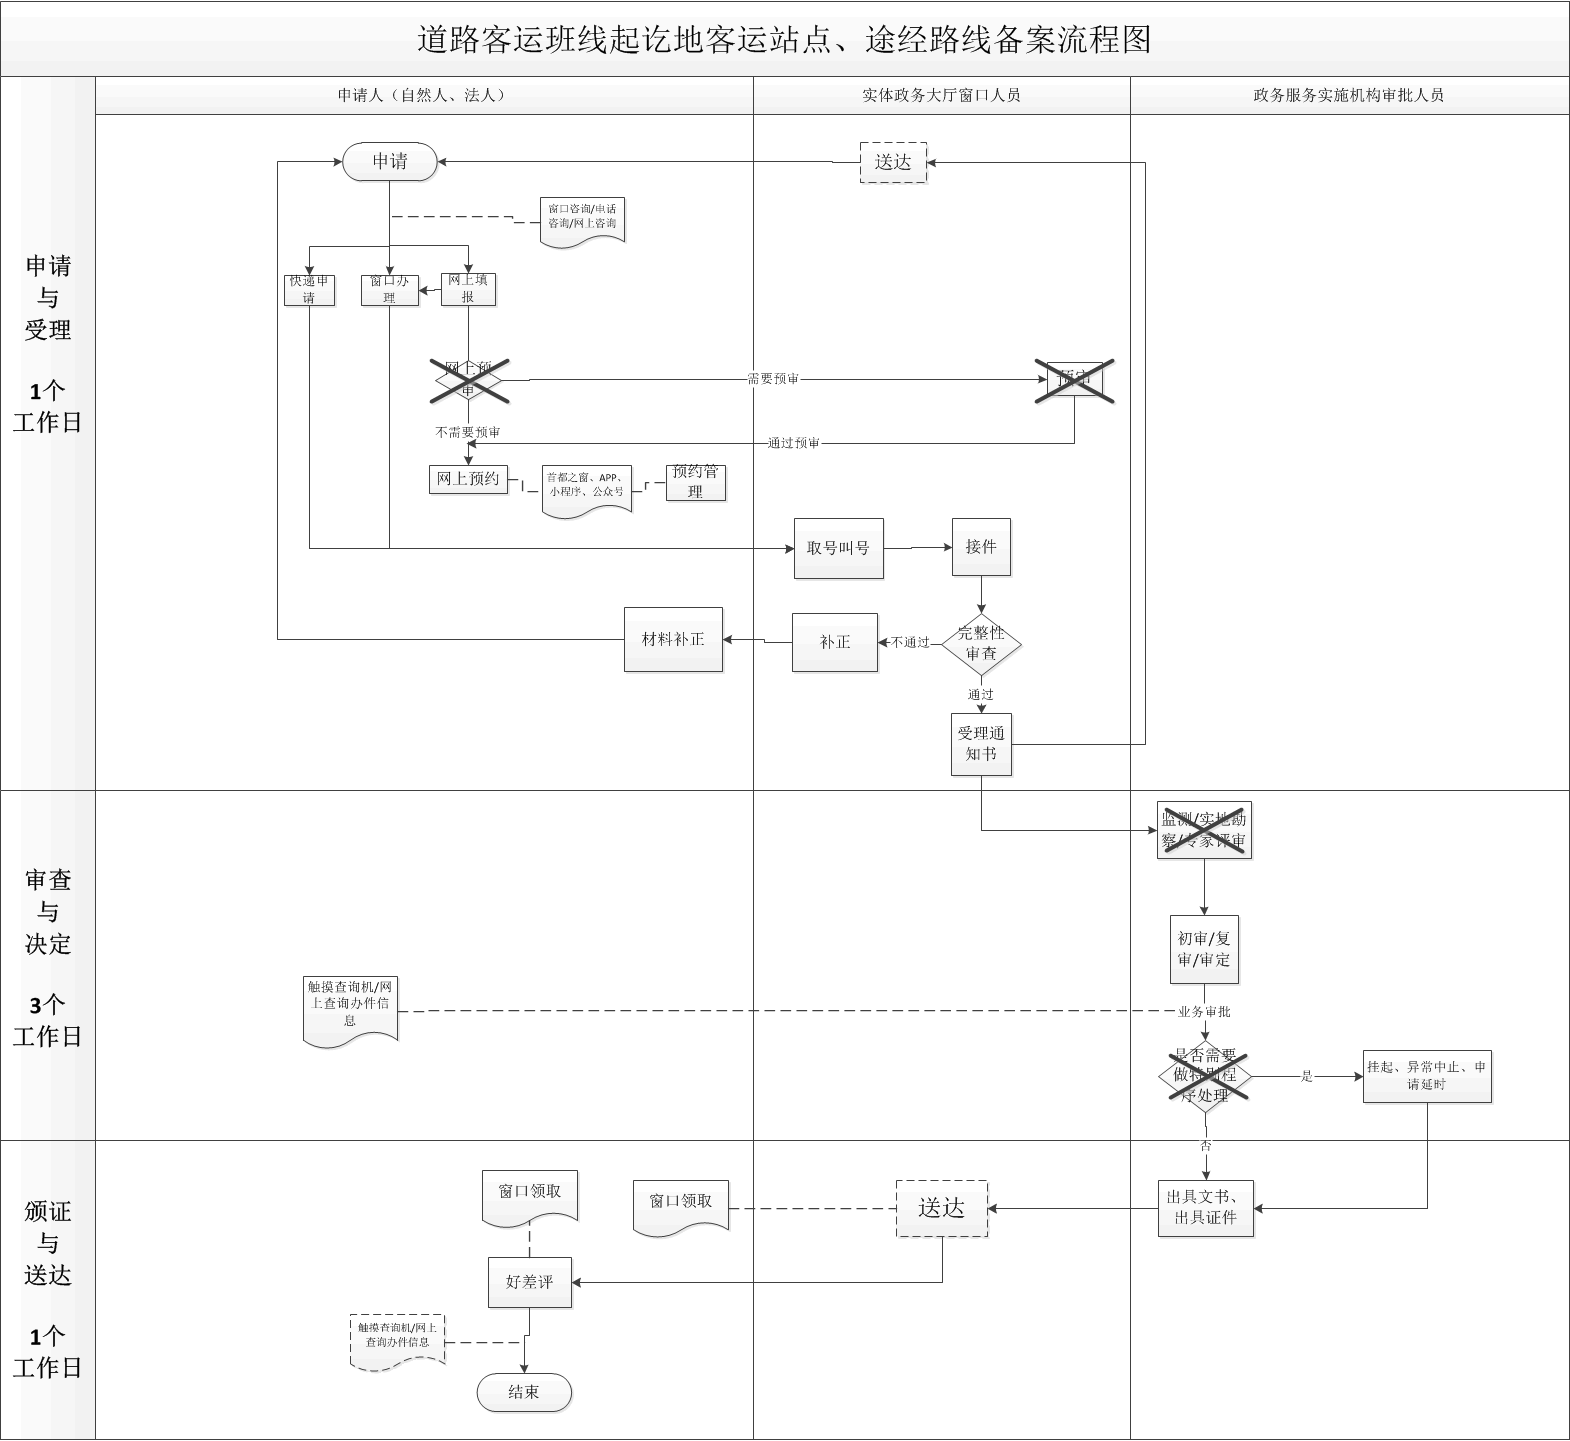 道路客运班线起讫地客运站点、途经路线备案流程图
申请人（自然人、法人）
实体政务大厅窗口人员
政务服务实施机构审批人员
申请
与
受理
1个
工作日
申请
送达
窗口咨询/电话
咨询/网上咨询
快递申
请
窗口办
理
网上填
报
网上预
审
需要预审
预审
不需要预审
通过预审
网上预约
首都之窗、APP、
小程序、公众号
预约管
理
取号叫号
接件
材料补正
补正
不通过
完整性
审查
通过
受理通
知书
审查
与
决定
3个
工作日
监测/实地勘
察/专家评审
初审/复
审/审定
触摸查询机/网
上查询办件信
息
业务审批
是否需要
做特别程
序处理
是
挂起、异常中止、申
请延时
否
颁证
与
送达
1个
工作日
窗口领取
窗口领取
送达
出具文书、
出具证件
好差评
触摸查询机/网上
查询办件信息
结束